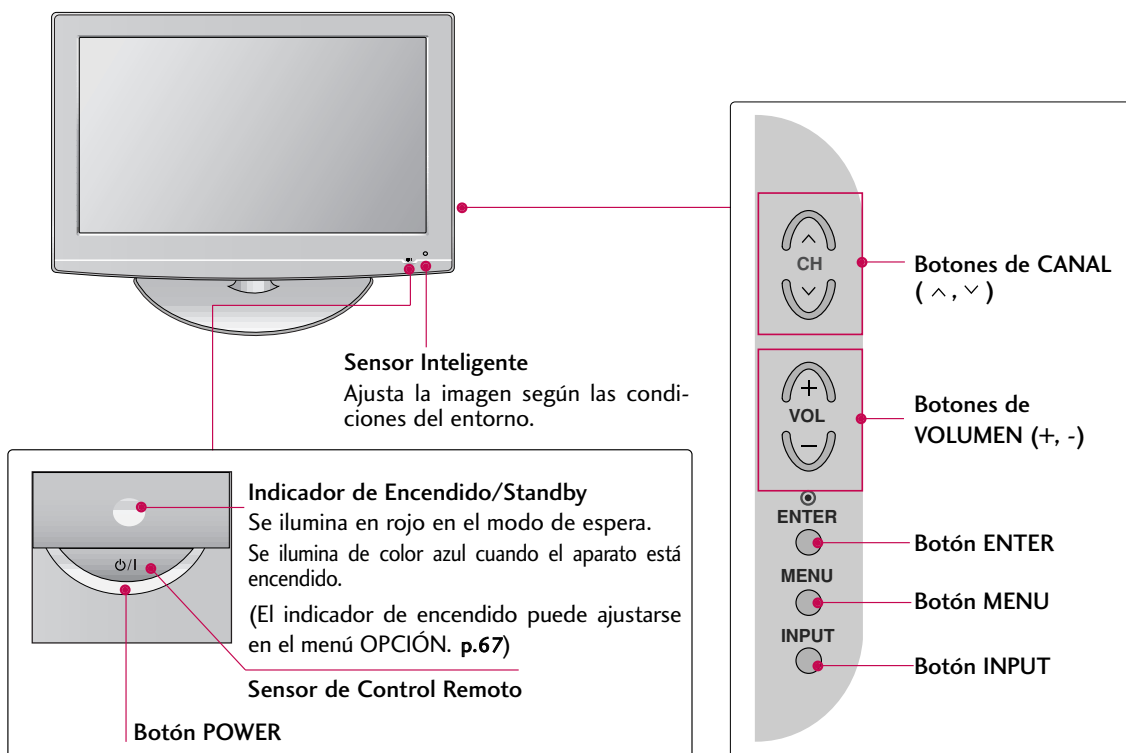 Sensor Inteligente
Ajusta la imagen según las condi-
ciones del entorno.
Indicador de Encendido/Standby
Se ilumina en rojo en el modo de espera.
Se ilumina de color azul cuando el aparato está
encendido.
(El indicador de encendido puede ajustarse
en el menú OPCIÓN. p.67)
Sensor de Control Remoto
Botón POWER
⏻/I
CH
Botones de CANAL
( ^ , ˅ )
+
VOL
-
Botones de
VOLUMEN (+, -)
ENTER
Botón ENTER
MENU
Botón MENU
INPUT
Botón INPUT